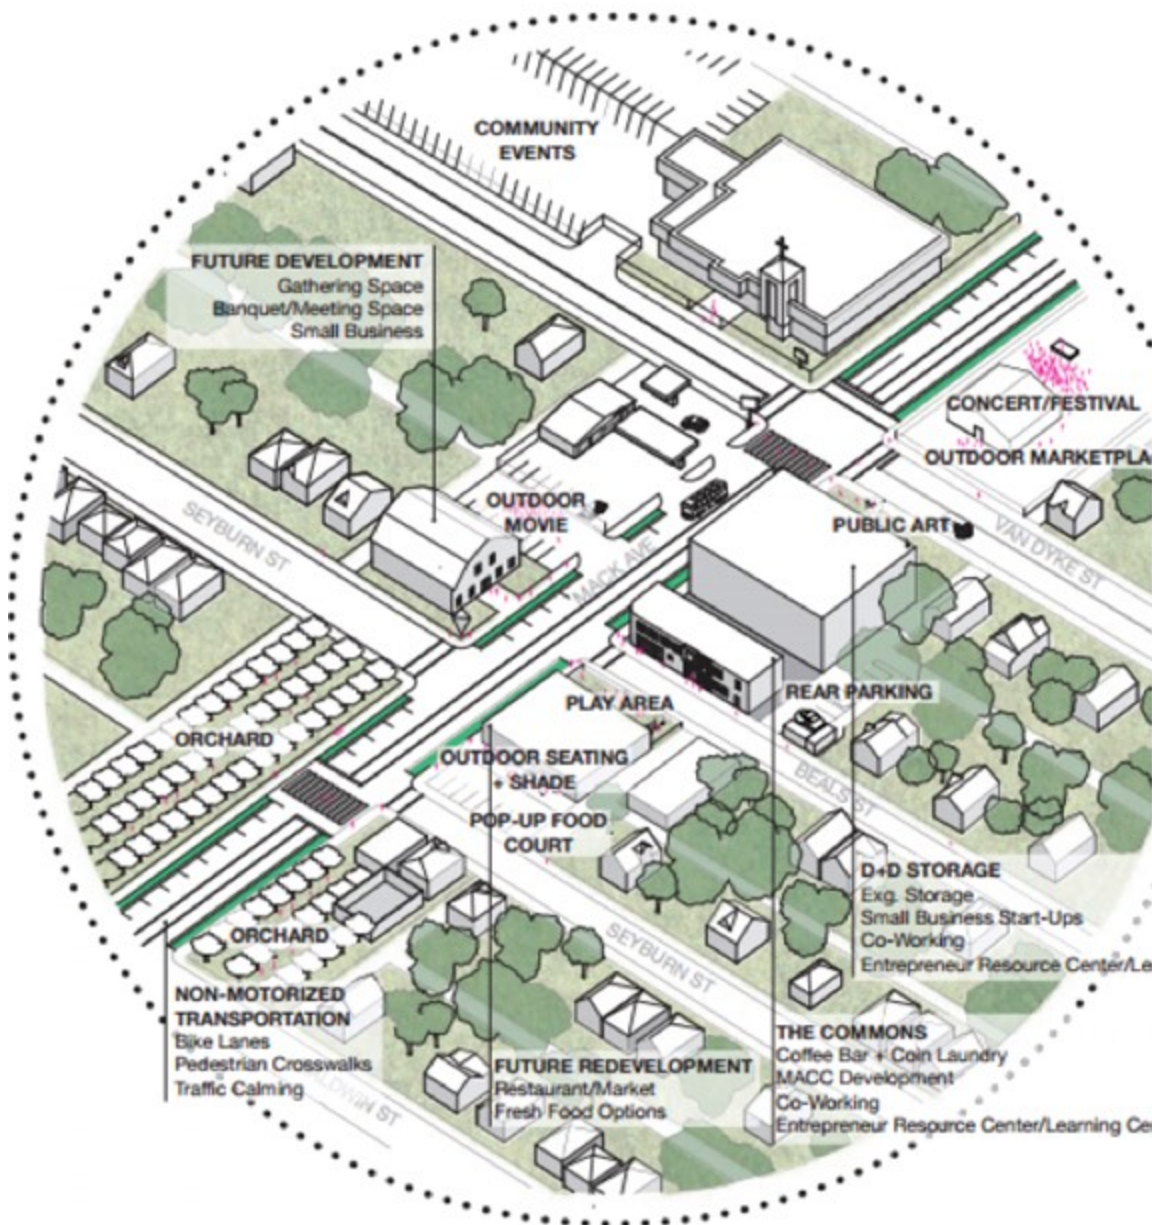 COMMUNITY
EVENTS
FUTURE DEVELOPMENT
Gathering Space
Banquet/Meeting Space
Small Business
CONCERT/FESTIVAL
OUTDOOR MARKETPLA
OUTDOOR
MOVIE
PUBLIC ART
SEYBURN ST
MACK AVE
VAN DYKE ST
PLAY AREA
REAR PARKING
ORCHARD
OUTDOOR SEATING
+ SHADE
BEALS ST
POP-UP FOOD
COURT
D+D STORAGE
Exg. Storage
Small Business Start-Ups
Co-Working
Entrepreneur Resource Center/Le
ORCHARD
SEYBURN ST
NON-MOTORIZED
TRANSPORTATION
Bike Lanes
Pedestrian Crosswalks
Traffic Calming
FUTURE REDEVELOPMENT
Restaurant/Market
Fresh Food Options
THE COMMONS
Coffee Bar + Coin Laundry
MACC Development
Co-Working
Entrepreneur Resource Center/Learning Ce
LDWIN ST